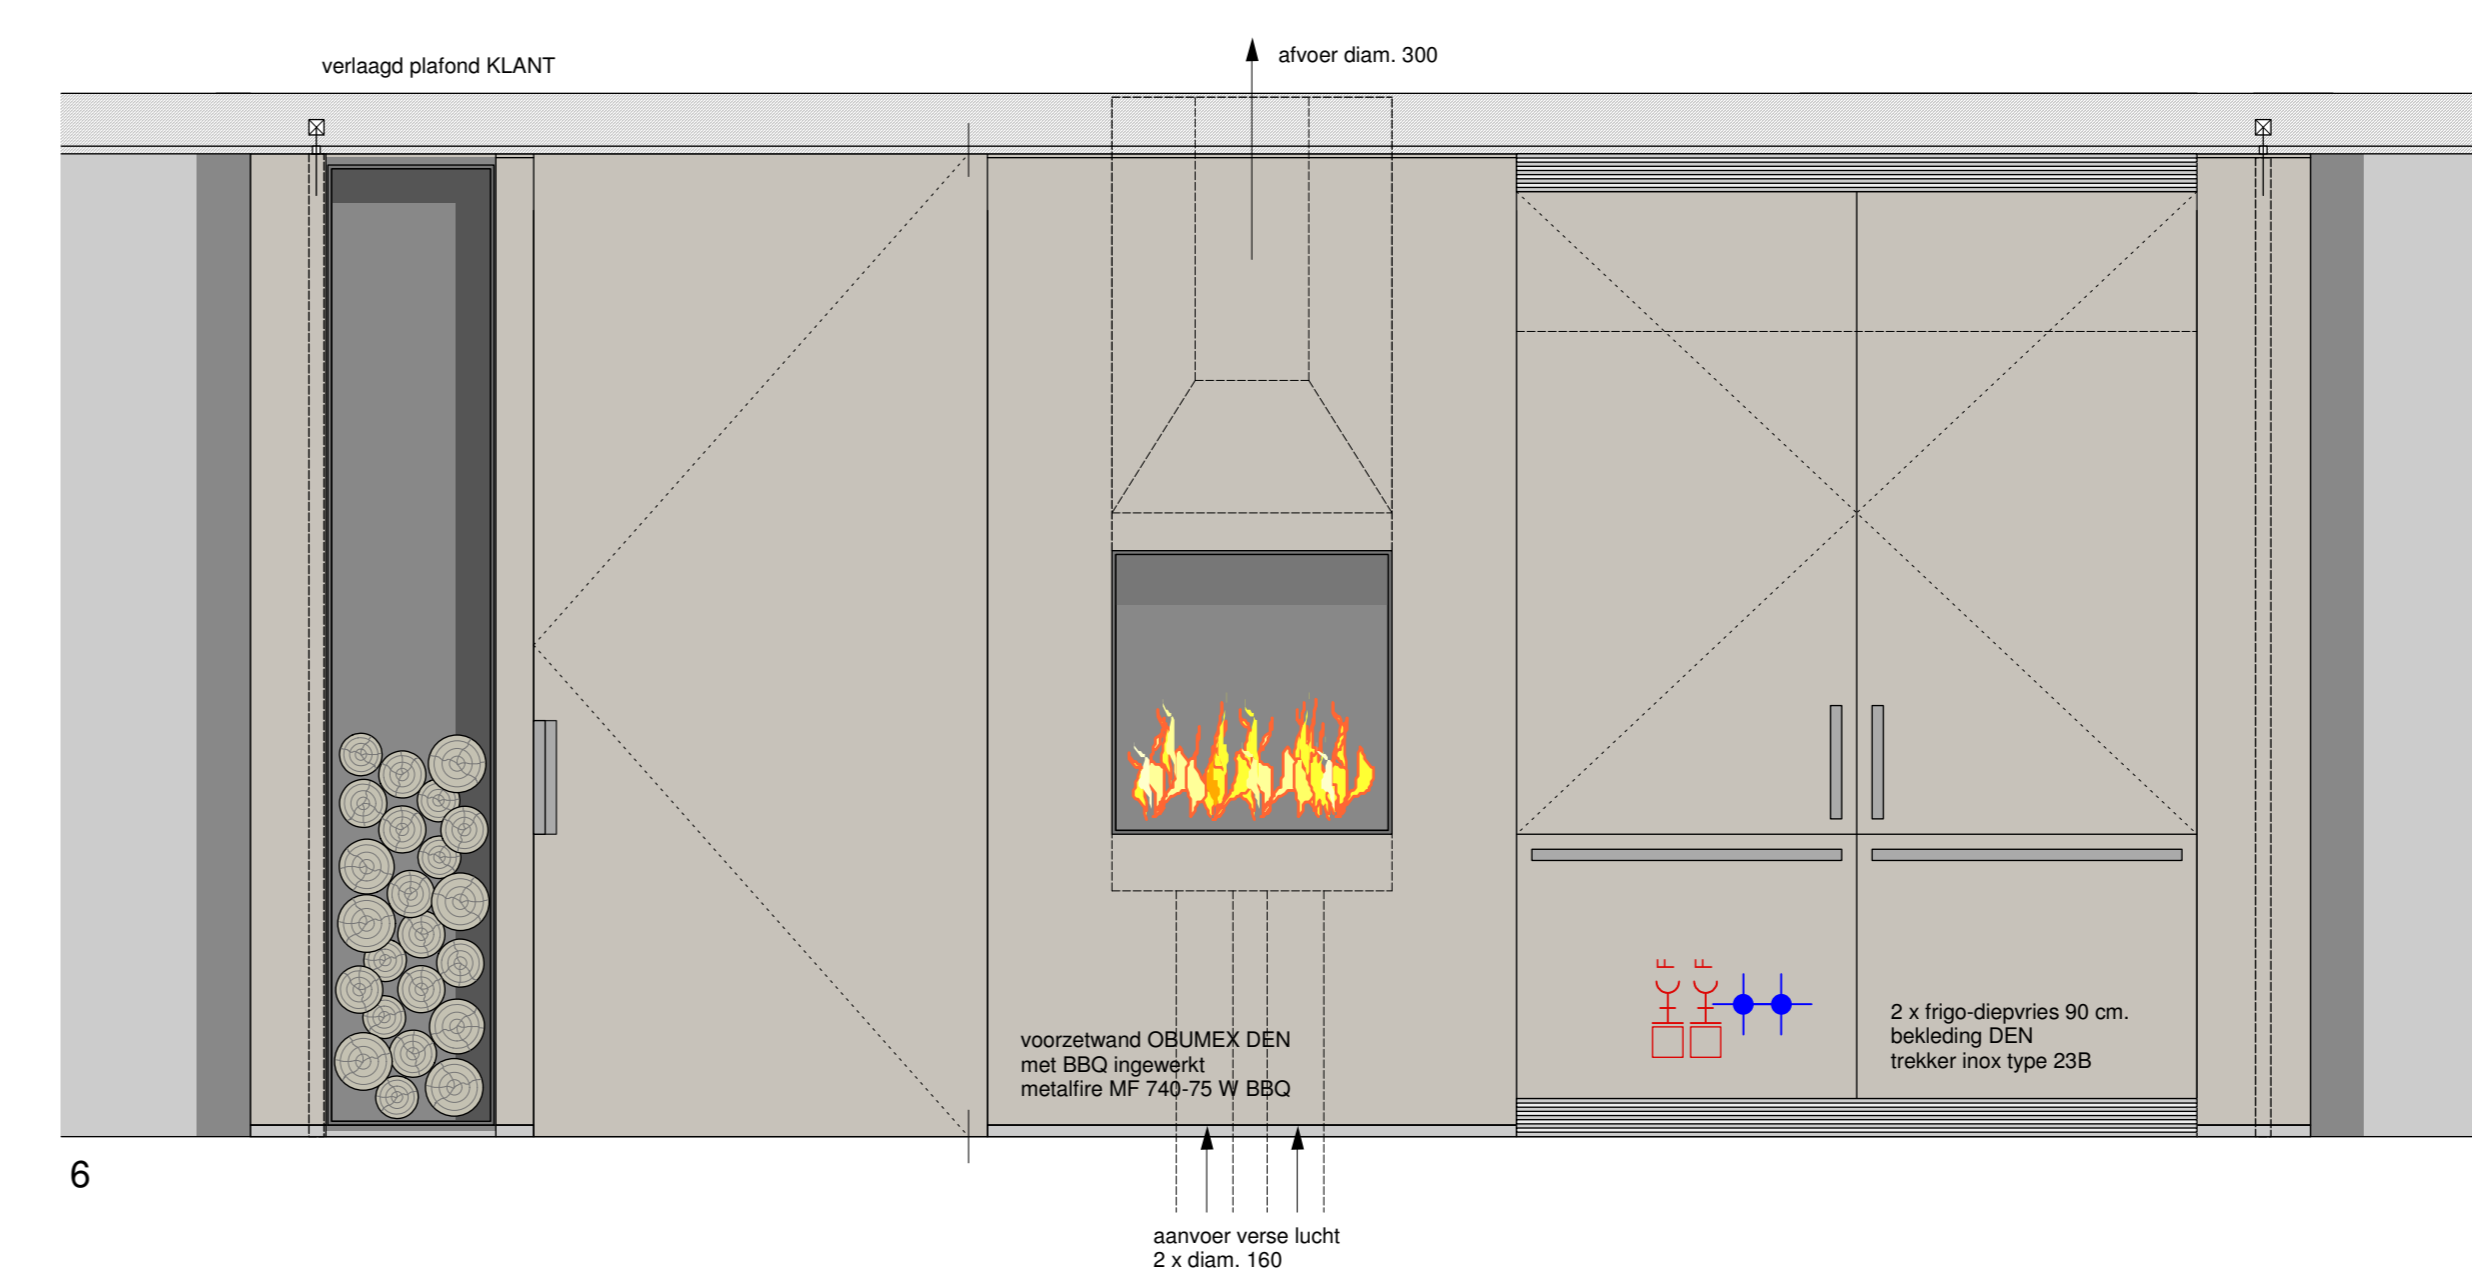 verlaagd plafond KLANT
afvoer diam. 300
F F
voorzetwand OBUMEX DEN
met BBQ ingewerkt
metalfire MF 740-75 W BBQ
2 x frigo-diepvries 90 cm.
bekleding DEN
trekker inox type 23B
6
aanvoer verse lucht
2 x diam. 160